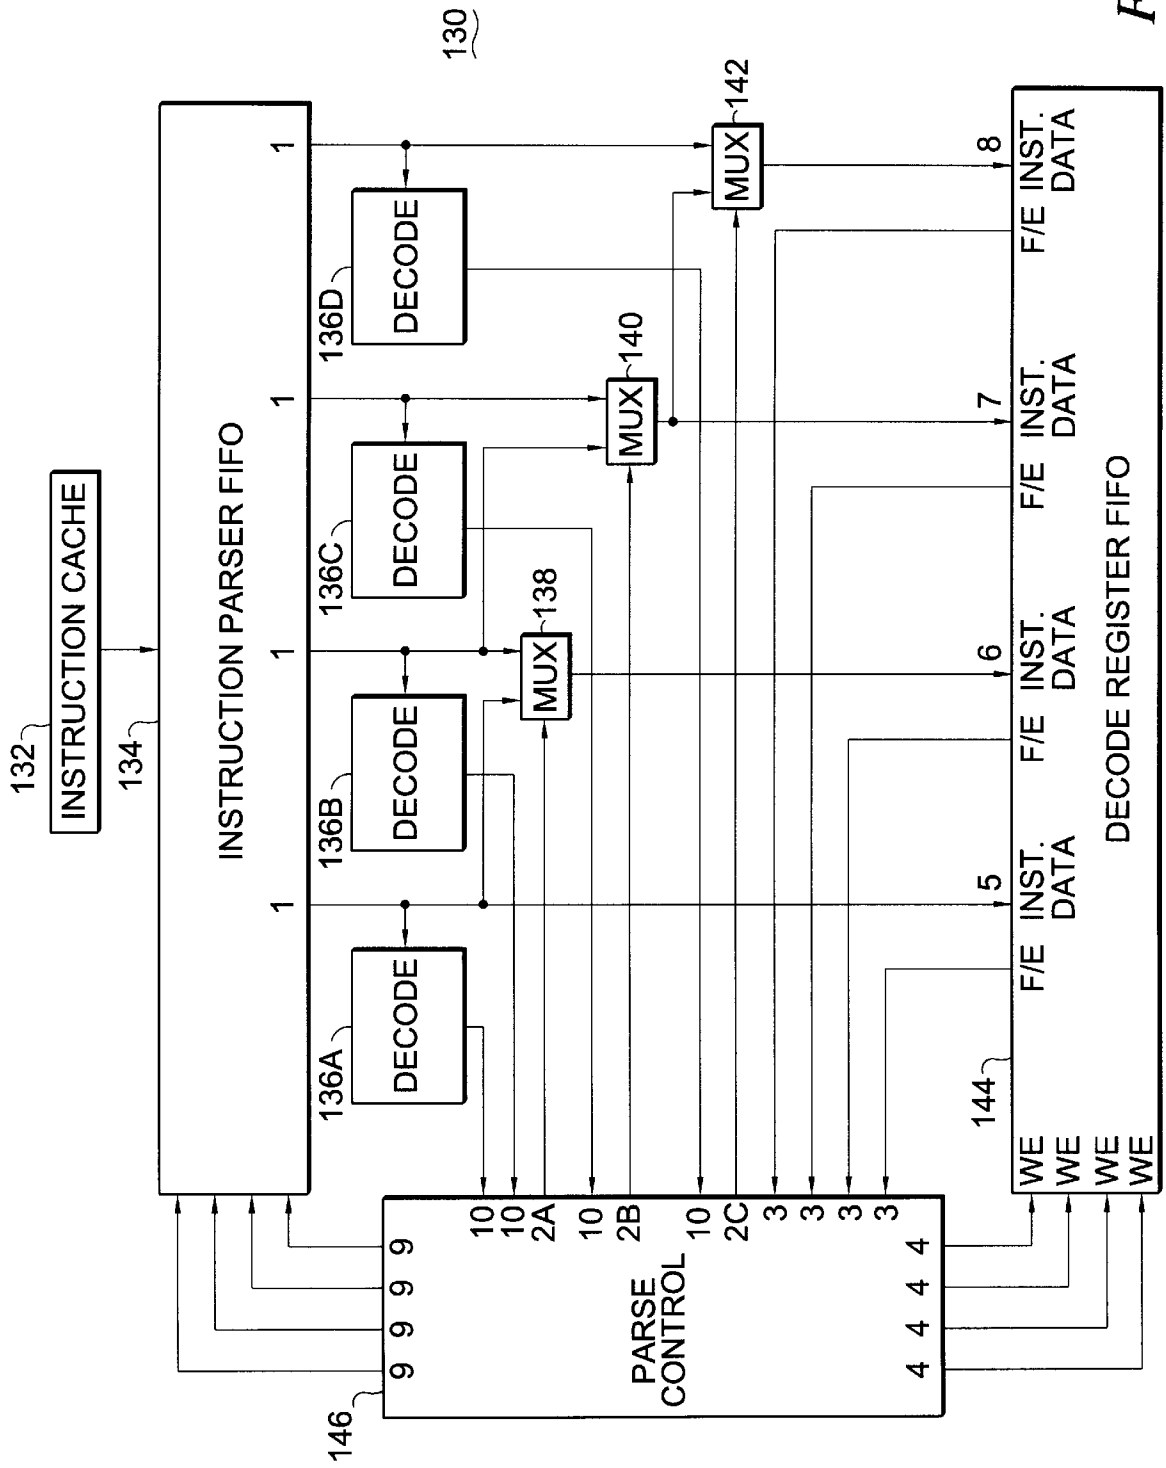 130
F
132
INSTRUCTION CACHE
134
INSTRUCTION PARSER FIFO
1
1
1
1
136A
DECODE
136B
DECODE
136C
DECODE
136D
DECODE
138
MUX
140
MUX
142
MUX
146
PARSE
CONTROL
9
9
9
9
10
10
2A
10
2B
10
2C
3
3
3
3
4
4
4
4
144
WE
WE
WE
WE
F/E
5
INST.
DATA
F/E
6
INST.
DATA
F/E
7
INST.
DATA
F/E
8
INST.
DATA
DECODE REGISTER FIFO